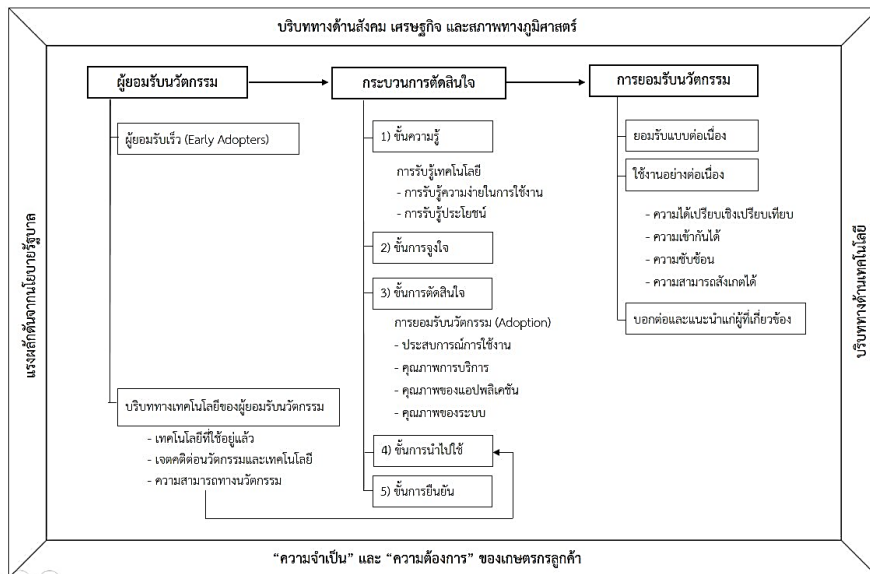 บริบททางด้านสังคม เศรษฐกิจ และสภาพทางภูมิศาสตร์
แรงผลักดันจากนโยบายรัฐบาล
ผู้ยอมรับนวัตกรรม
ผู้ยอมรับเร็ว (Early Adopters)
บริบททางเทคโนโลยีของผู้ยอมรับนวัตกรรม
- เทคโนโลยีที่ใช้อยู่แล้ว
- เจตคติต่อนวัตกรรมและเทคโนโลยี
- ความสามารถทางนวัตกรรม
กระบวนการตัดสินใจ
1) ขั้นความรู้
การรับรู้เทคโนโลยี
- การรับรู้ความง่ายในการใช้งาน
- การรับรู้ประโยชน์
2) ขั้นการจูงใจ
3) ขั้นการตัดสินใจ
การยอมรับนวัตกรรม (Adoption)
- ประสบการณ์การใช้งาน
- คุณภาพการบริการ
- คุณภาพของแอปพลิเคชัน
- คุณภาพของระบบ
4) ขั้นการนำไปใช้
5) ขั้นการยืนยัน
การยอมรับนวัตกรรม
ยอมรับแบบต่อเนื่อง
ใช้งานอย่างต่อเนื่อง
- ความได้เปรียบเชิงเปรียบเทียบ
- ความเข้ากันได้
- ความซับซ้อน
- ความสามารถสังเกตได้
บอกต่อและแนะนำแก่ผู้ที่เกี่ยวข้อง
บริบททางด้านเทคโนโลยี
“ความจำเป็น” และ “ความต้องการ” ของเกษตรกรลูกค้า